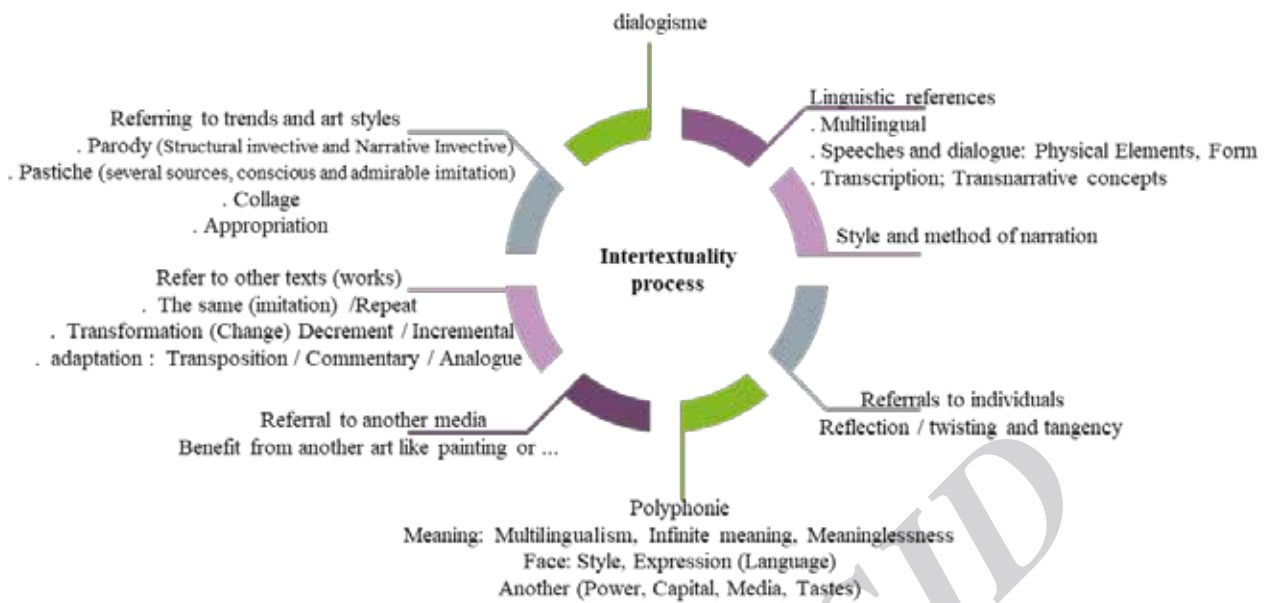 dialogisme
Linguistic references
. Multilingual
. Speeches and dialogue: Physical Elements, Form
. Transcription; Transnarrative concepts
Style and method of narration
Referrals to individuals
Reflection / twisting and tangency
Polyphonie
Meaning: Multilingualism, Infinite meaning, Meaninglessness
Face: Style, Expression (Language)
Another (Power, Capital, Media, Tastes)
Referral to another media
Benefit from another art like painting or ...
Refer to other texts (works)
. The same (imitation) /Repeat
. Transformation (Change) Decrement / Incremental
. adaptation : Transposition / Commentary / Analogue
Referring to trends and art styles
. Parody (Structural invective and Narrative Invective)
. Pastiche (several sources, conscious and admirable imitation)
. Collage
. Appropriation
Intertextuality
process